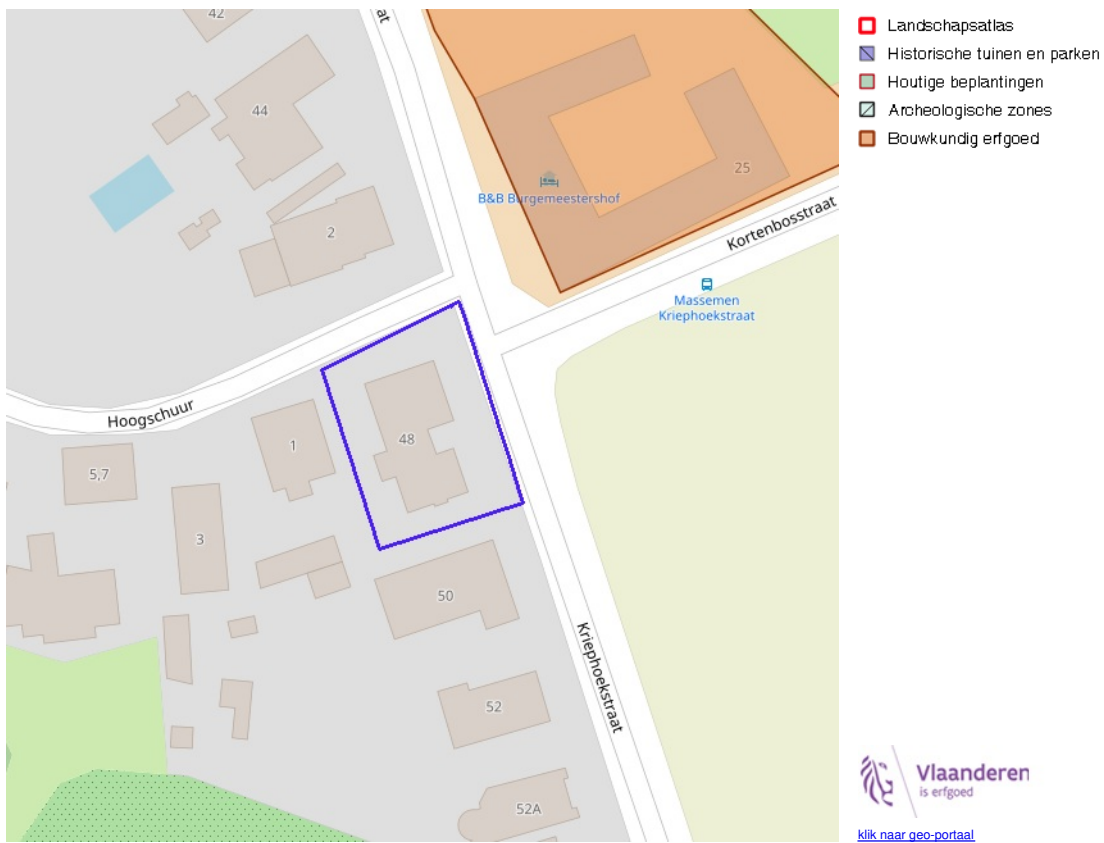 42
at
44
2
B&B Burgemeestershof
25
Kortenbosstraat
Massemen
Kriephoekstraat
Hoogschuur
48
1
5,7
3
50
Kriephoekstraat
52
52A
Landschapsatlas
Historische tuinen en parken
Houtige beplantingen
Archeologische zones
Bouwkundig erfgoed
Vlaanderen
is erfgoed
klik naar geo-portaal